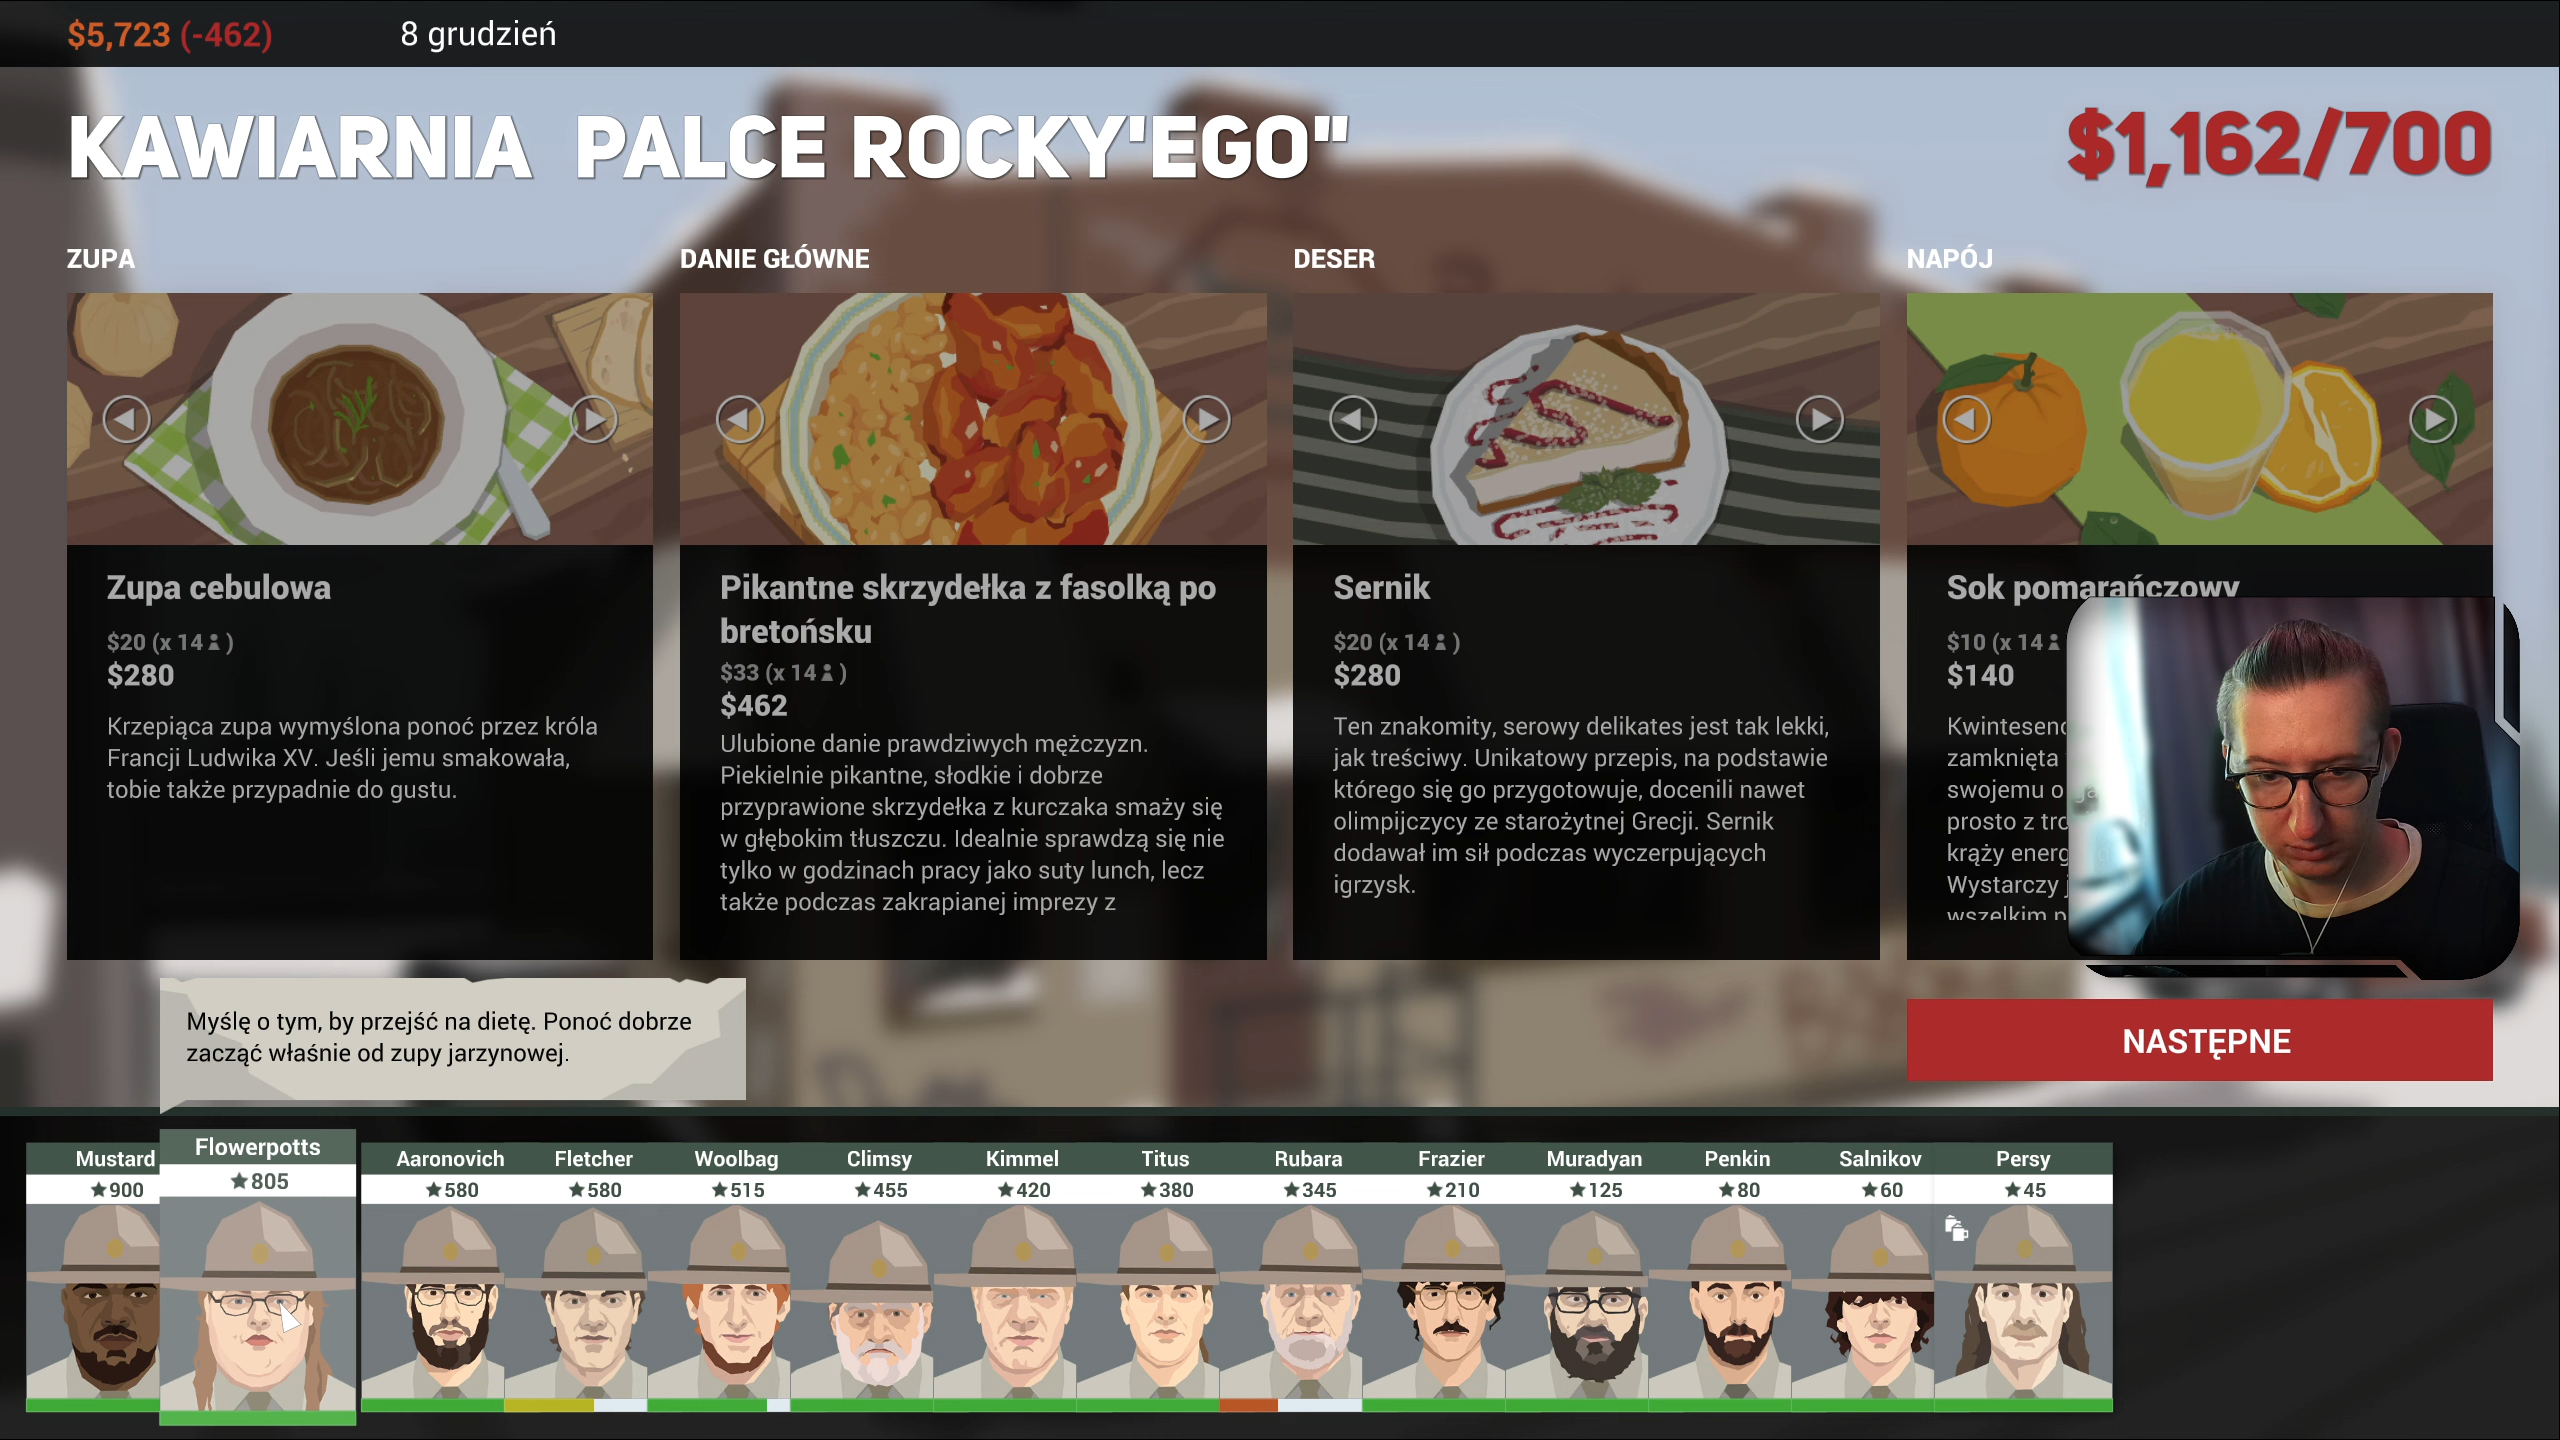 $5,723 (-462)
8 grudzień
KAWIARNIA PALCE ROCKY'EGO"
$1,162/700
ZUPA
DANIE GŁÓWNE
DESER
NAPÓJ
Zupa cebulowa
$20 (x 14)
$280
Krzepiąca zupa wymyślona ponoć przez króla
Francji Ludwika XV. Jeśli jemu smakowała,
tobie także przypadnie do gustu.
Pikantne skrzydełka z fasolką po
bretońsku
$33 (x 14)
$462
Ulubione danie prawdziwych mężczyzn.
Piekielnie pikantne, słodkie i dobrze
przyprawione skrzydełka z kurczaka smaży się
w głębokim tłuszczu. Idealnie sprawdzą się nie
tylko w godzinach pracy jako suty lunch, lecz
także podczas zakrapianej imprezy z
Sernik
$20 (x 14)
$280
Ten znakomity, serowy delikates jest tak lekki,
jak treściwy. Unikatowy przepis, na podstawie
którego się go przygotowuje, docenili nawet
olimpijczycy ze starożytnej Grecji. Sernik
dodawał im sił podczas wyczerpujących
igrzysk.
Sok pomarańczowy
$10 (x 14
$140
zamknięta
swojemu
prosto z
krąży
Wystarczy
wszelkim
Myślę o tym, by przejść na dietę. Ponoć dobrze
zacząć właśnie od zupy jarzynowej.
NASTĘPNE
Mustard
Flowerpotts
Aaronovich
Fletcher
Woolbag
Climsy
Kimmel
Titus
Rubara
Frazier
Muradyan
Penkin
Salnikov
Persy
★900
★805
★580
★580
★515
★455
★420
★380
★345
★210
★125
★80
★60
★45